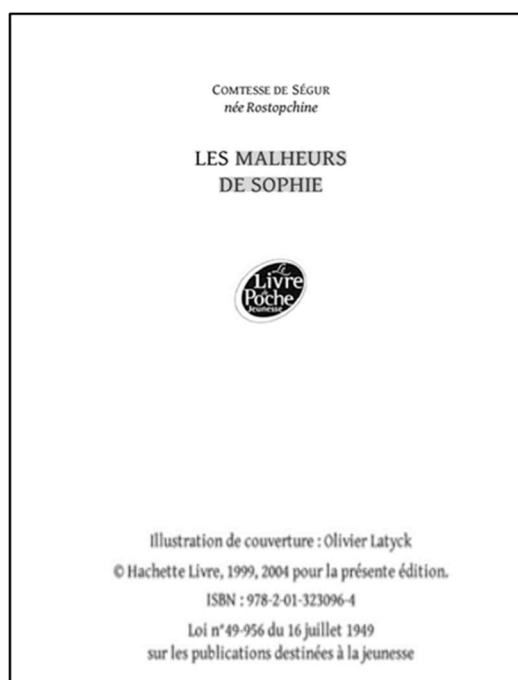 COMTESSE DE SÉGUR
née Rostopchine
LES MALHEURS
DE SOPHIE
Le
Livre
de
Poche
Jeunesse
Illustration de couverture : Olivier Latyck
© Hachette Livre, 1999, 2004 pour la présente édition.
ISBN : 978-2-01-323096-4
Loi n°49-956 du 16 juillet 1949
sur les publications destinées à la jeunesse